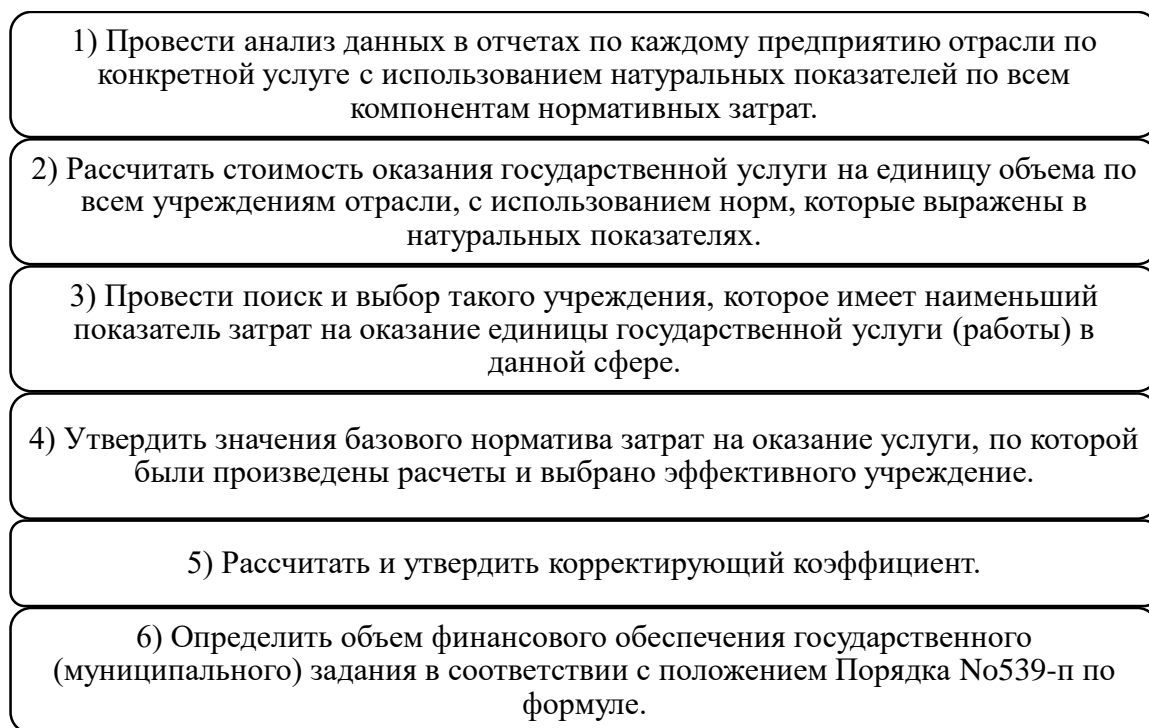 1) Провести анализ данных в отчетах по каждому предприятию отрасли по
конкретной услуге с использованием натуральных показателей по всем
компонентам нормативных затрат.
2) Рассчитать стоимость оказания государственной услуги на единицу объема по
всем учреждениям отрасли, с использованием норм, которые выражены в
натуральных показателях.
3) Провести поиск и выбор такого учреждения, которое имеет наименьший
показатель затрат на оказание единицы государственной услуги (работы) в
данной сфере.
4) Утвердить значения базового норматива затрат на оказание услуги, по которой
были произведены расчеты и выбрано эффективного учреждение.
5) Рассчитать и утвердить корректирующий коэффициент.
6) Определить объем финансового обеспечения государственного
(муниципального) задания в соответствии с положением Порядка No539-п по
формуле.